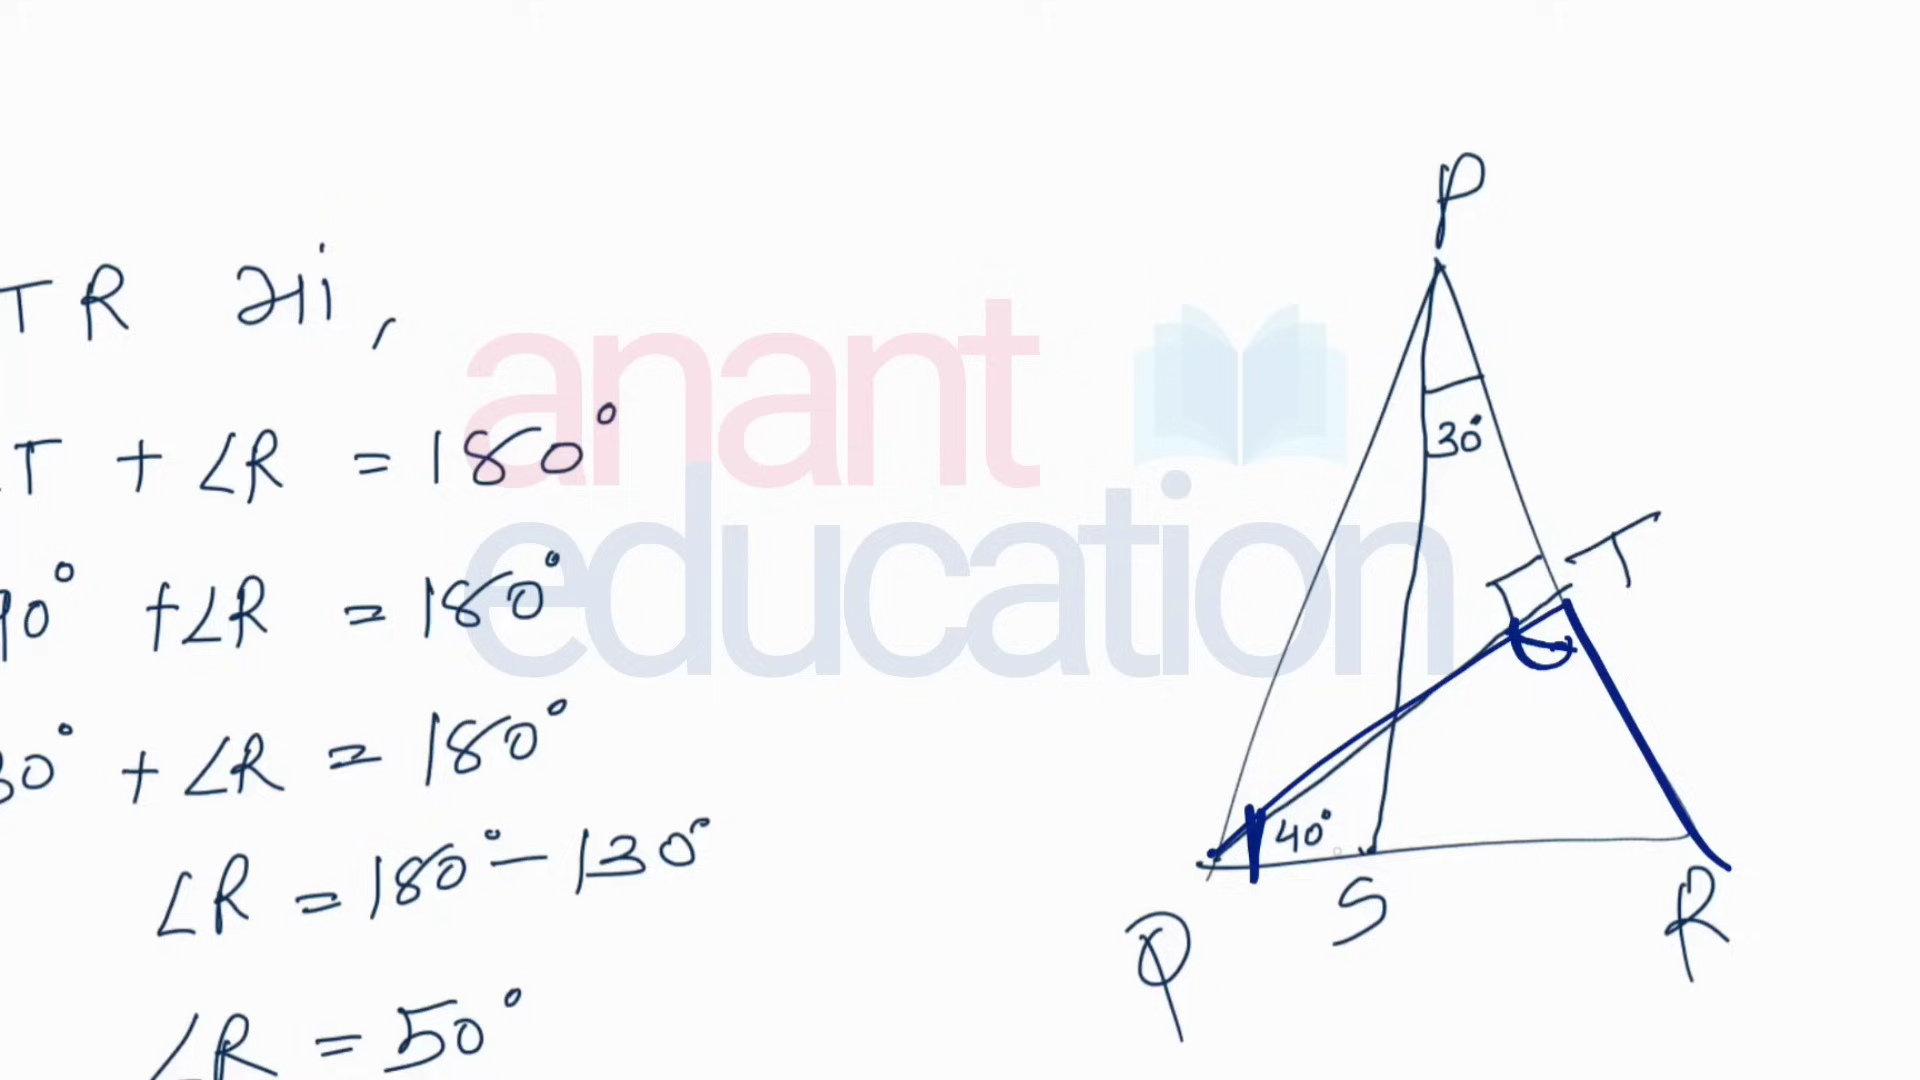 TR માં,
T + ∠R = 180°
90° + ∠R = 180°
30° + ∠R = 180°
∠R = 180° - 130°
∠R = 50°
P
30°
T
40°
S
Q
R
anant
education